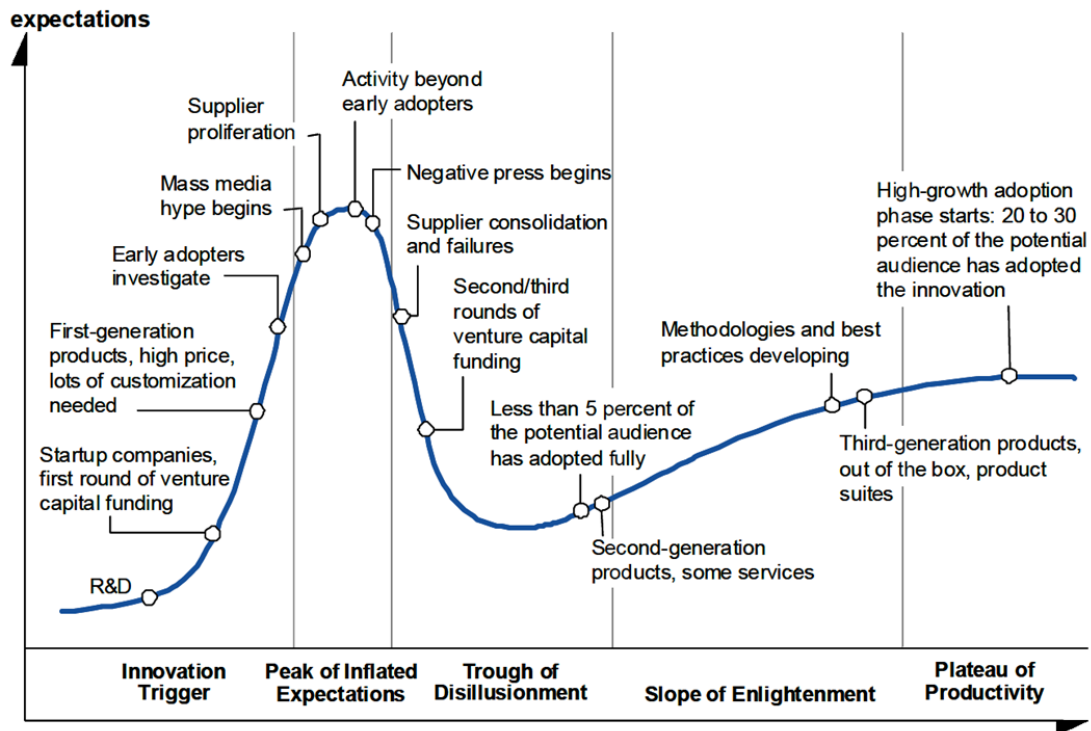 expectations
Activity beyond
early adopters
Supplier
proliferation
Negative press begins
Mass media
hype begins
Supplier consolidation
and failures
Early adopters
investigate
Second/third
rounds of
venture capital
funding
First-generation
products, high price,
lots of customization
needed
Less than 5 percent of
the potential audience
has adopted fully
Startup companies,
first round of venture
capital funding
R&D
Second-generation
products, some services
Methodologies and best
practices developing
Third-generation products,
out of the box, product
suites
High-growth adoption
phase starts: 20 to 30
percent of the potential
audience has adopted
the innovation
Innovation
Trigger
Peak of Inflated
Expectations
Trough of
Disillusionment
Slope of Enlightenment
Plateau of
Productivity